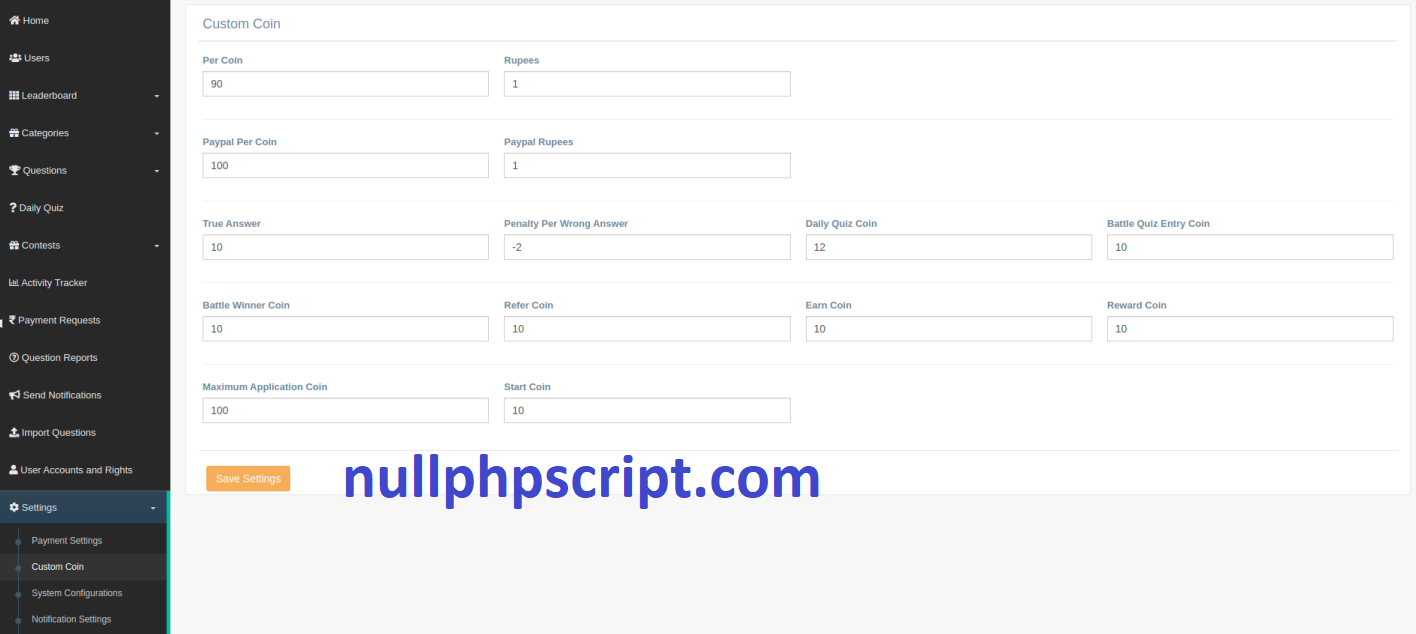 Home
Users
Leaderboard
Categories
Questions
Daily Quiz
Contests
Activity Tracker
Payment Requests
Question Reports
Send Notifications
Import Questions
User Accounts and Rights
Settings
Payment Settings
Custom Coin
System Configurations
Notification Settings
Custom Coin
Per Coin Rupees
90 1
Paypal Per Coin Paypal Rupees
100 1
True Answer Penalty Per Wrong Answer Daily Quiz Coin Battle Quiz Entry Coin
10 -2 12 10
Battle Winner Coin Refer Coin Earn Coin Reward Coin
10 10 10 10
Maximum Application Coin Start Coin
100 10
Save Settings
nullphpscript.com